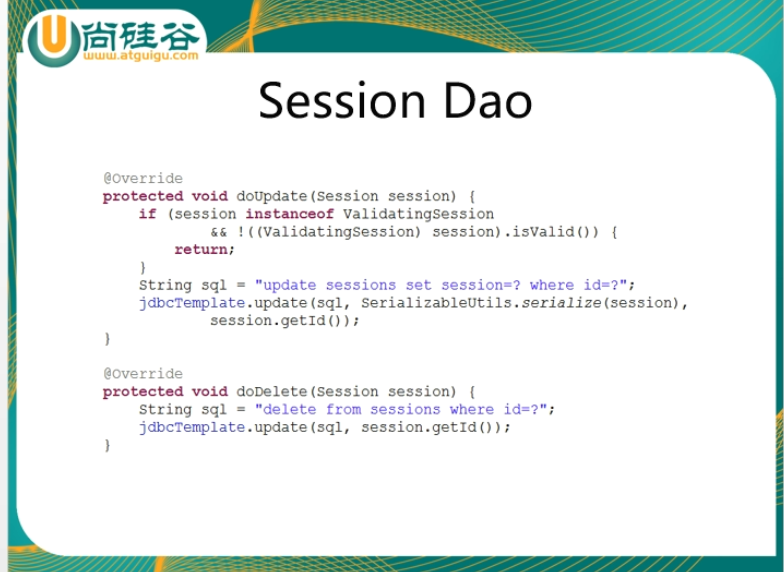 尚硅谷
www.atguigu.com
Session Dao
@Override
protected void doUpdate(Session session) {
    if (session instanceof ValidatingSession
            && !((ValidatingSession) session).isValid()) {
        return;
    }
    String sql = "update sessions set session=? where id=?";
    jdbcTemplate.update(sql, SerializableUtils.serialize(session),
            session.getId());
}
@Override
protected void doDelete(Session session) {
    String sql = "delete from sessions where id=?";
    jdbcTemplate.update(sql, session.getId());
}